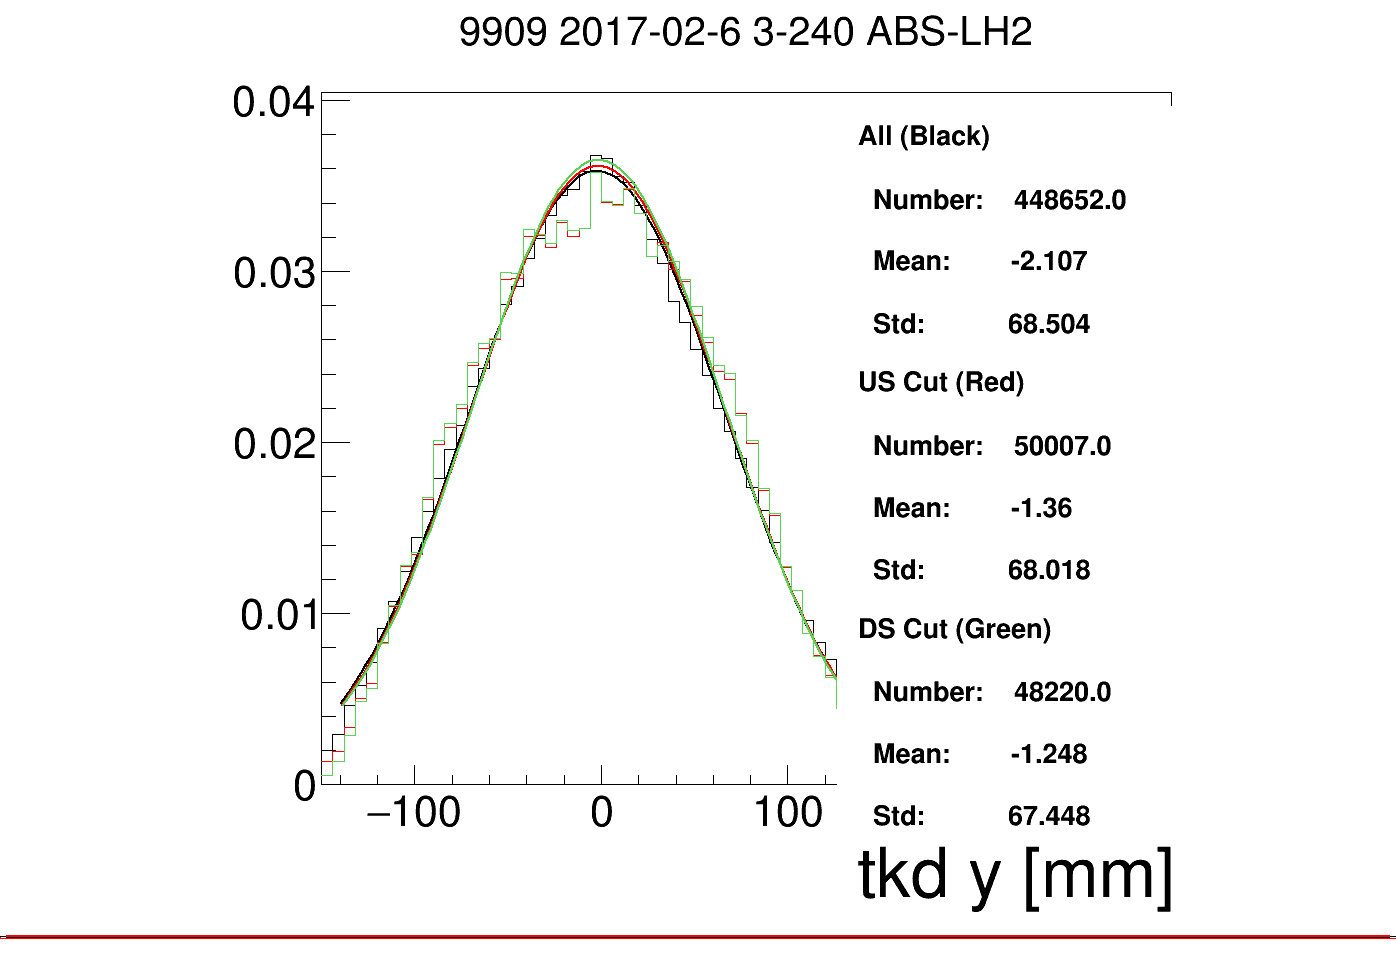 9909 2017-02-6 3-240 ABS-LH2
0.04
0.03
0.02
0.01
0
−100 0 100
All (Black)
Number: 448652.0
Mean: -2.107
Std: 68.504
US Cut (Red)
Number: 50007.0
Mean: -1.36
Std: 68.018
DS Cut (Green)
Number: 48220.0
Mean: -1.248
Std: 67.448
tkd y [mm]